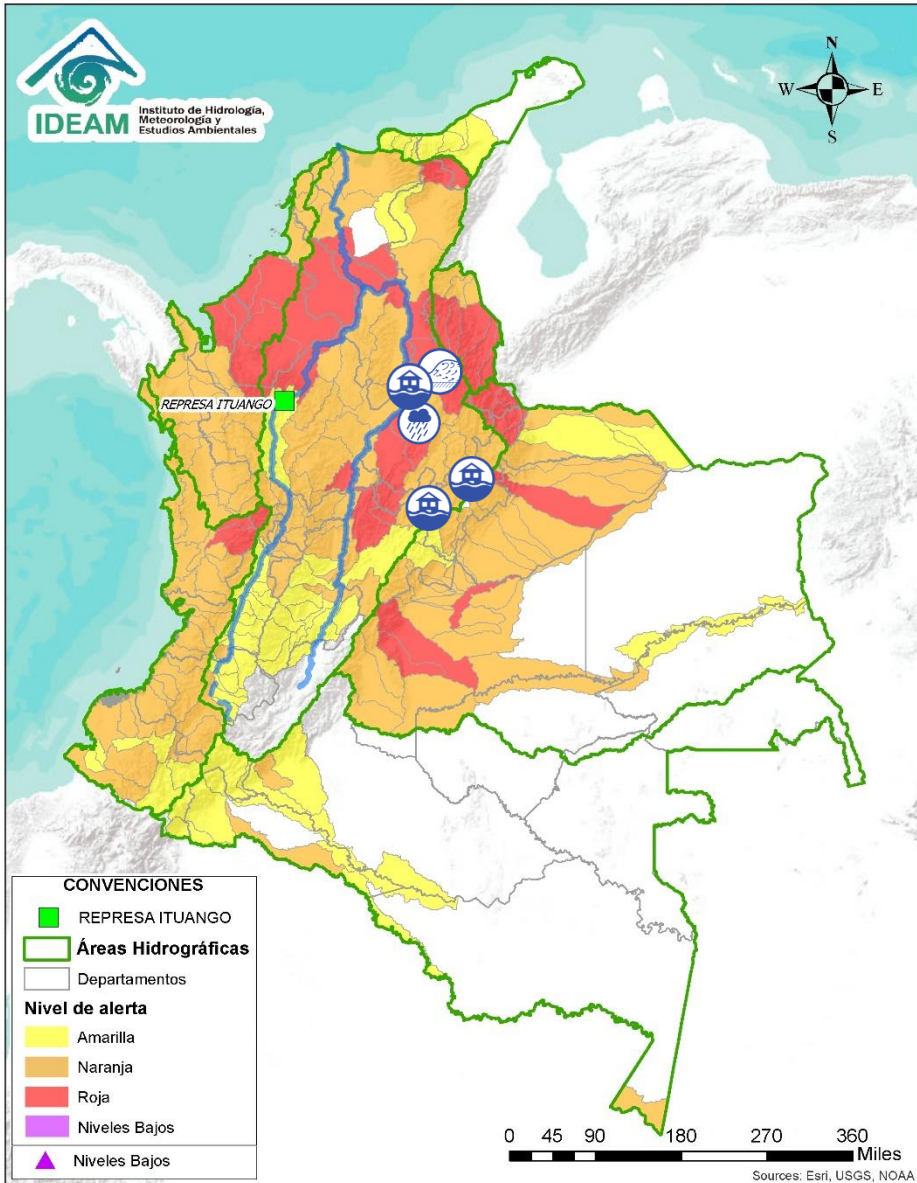 IDEAM
Instituto de Hidrología,
Meteorología y
Estudios Ambientales
N
W
E
S
REPRESA ITUANGO
CONVENCIONES
REPRESA ITUANGO
Áreas Hidrográficas
Departamentos
Nivel de alerta
Amarilla
Naranja
Roja
Niveles Bajos
Niveles Bajos
0 45 90 180 270 360
Miles
Sources: Esri, USGS, NOAA